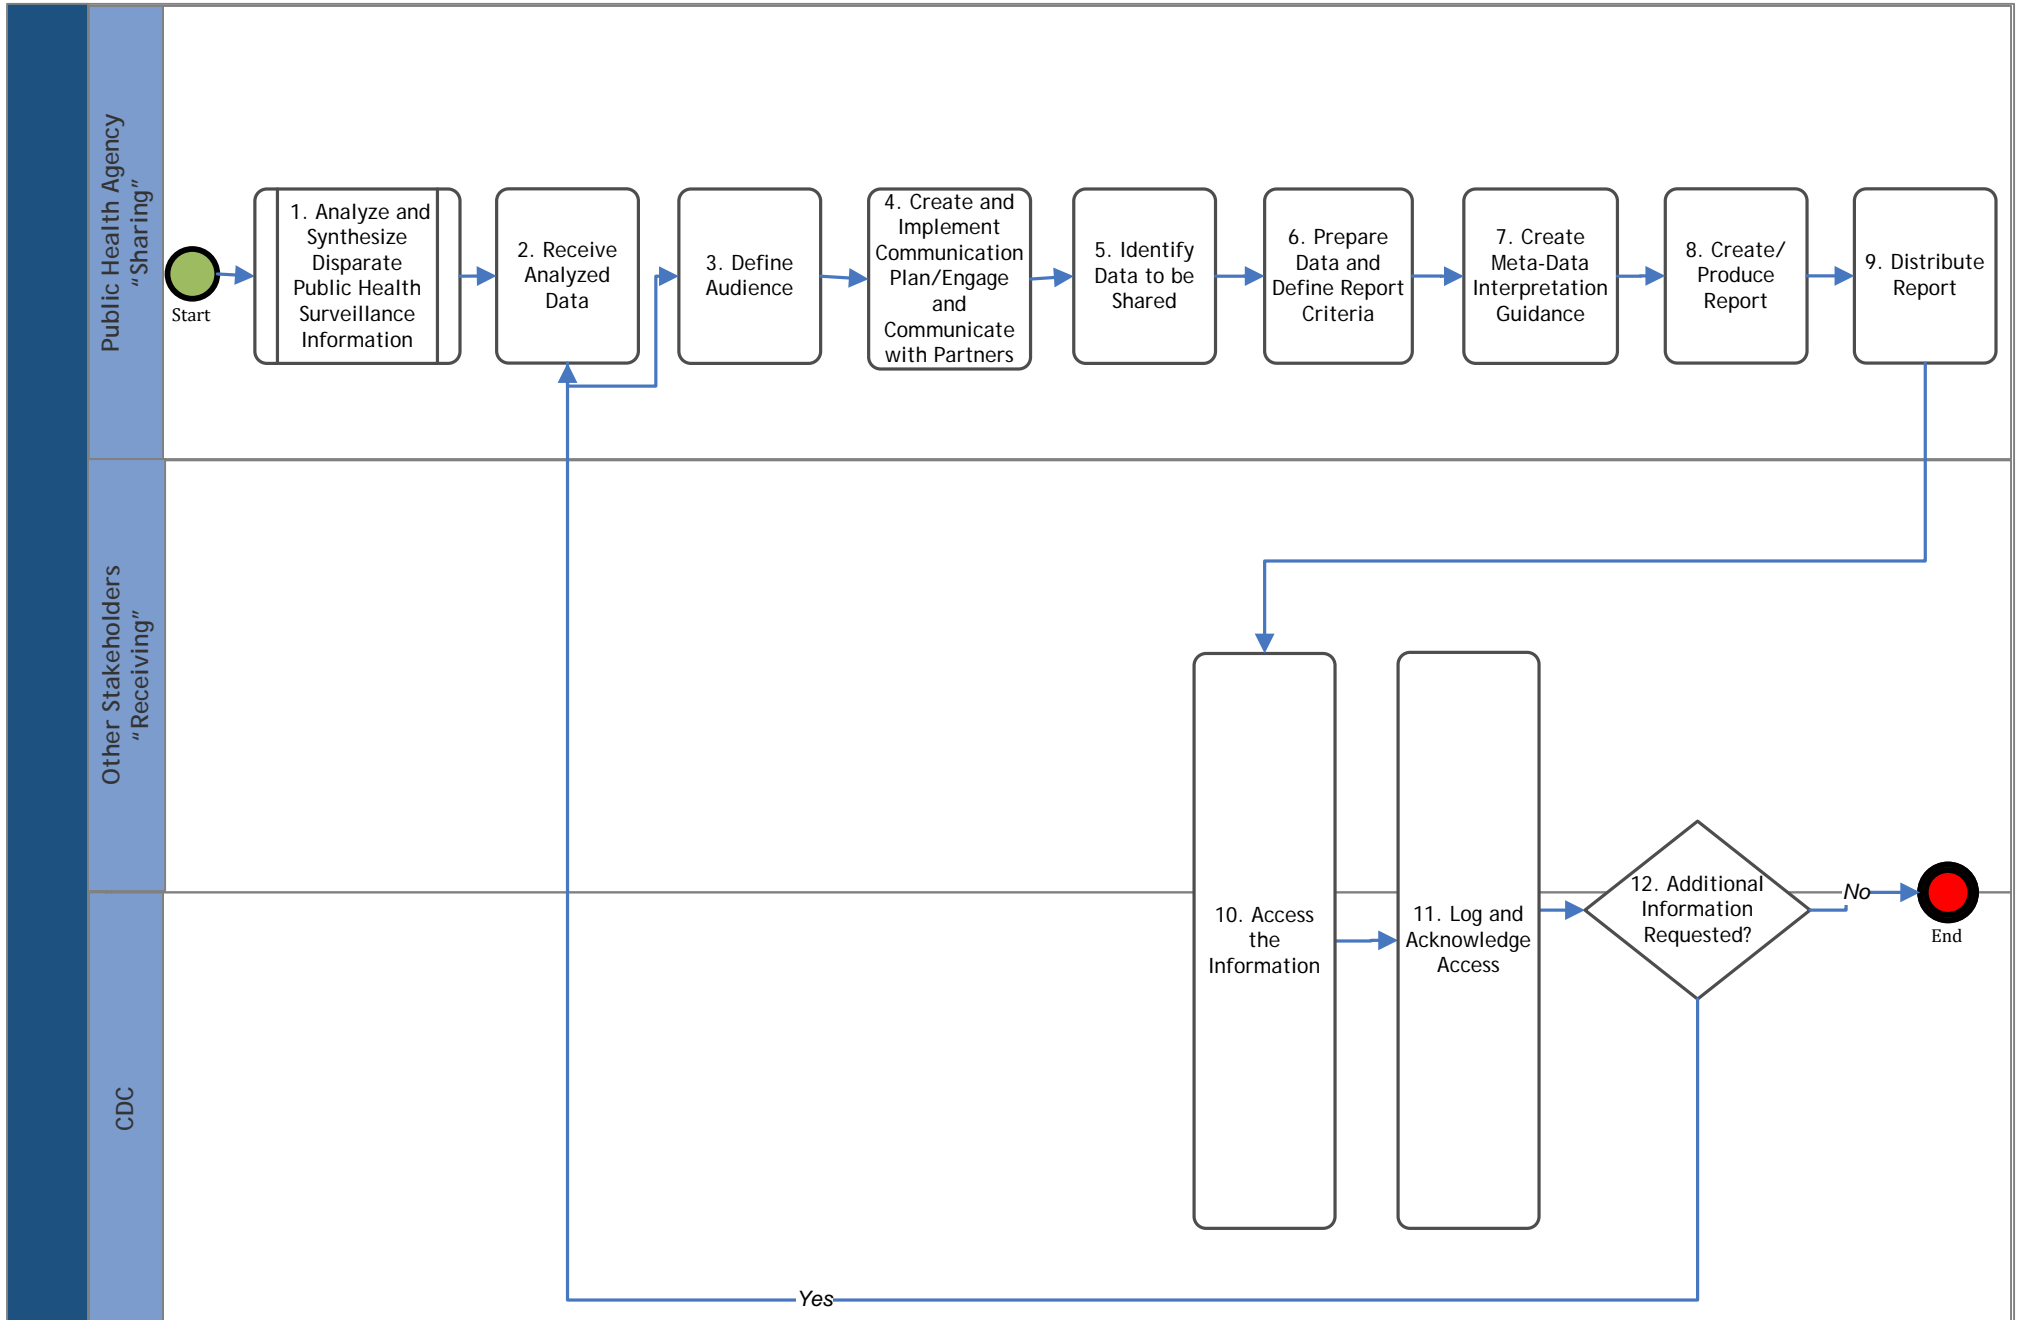 Public Health Agency
“Sharing”
Start
1. Analyze and
Synthesize
Disparate
Public Health
Surveillance
Information
2. Receive
Analyzed
Data
3. Define
Audience
4. Create and
Implement
Communication
Plan/Engage
and
Communicate
with Partners
5. Identify
Data to be
Shared
6. Prepare
Data and
Define Report
Criteria
7. Create
Meta-Data
Interpretation
Guidance
8. Create/
Produce
Report
9. Distribute
Report
Other Stakeholders
“Receiving”
CDC
10. Access
the
Information
11. Log and
Acknowledge
Access
12. Additional
Information
Requested?
No
End
Yes